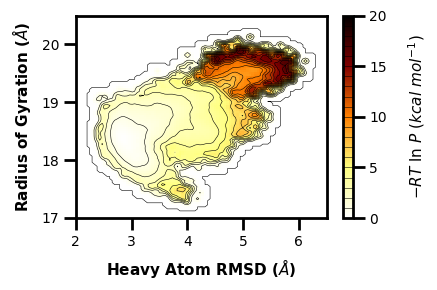 Radius of Gyration (Å)
20
19
18
17
2 3 4 5 6
Heavy Atom RMSD (Å)
20
15
10
5
0
−RT ln P (kcal mol⁻¹)